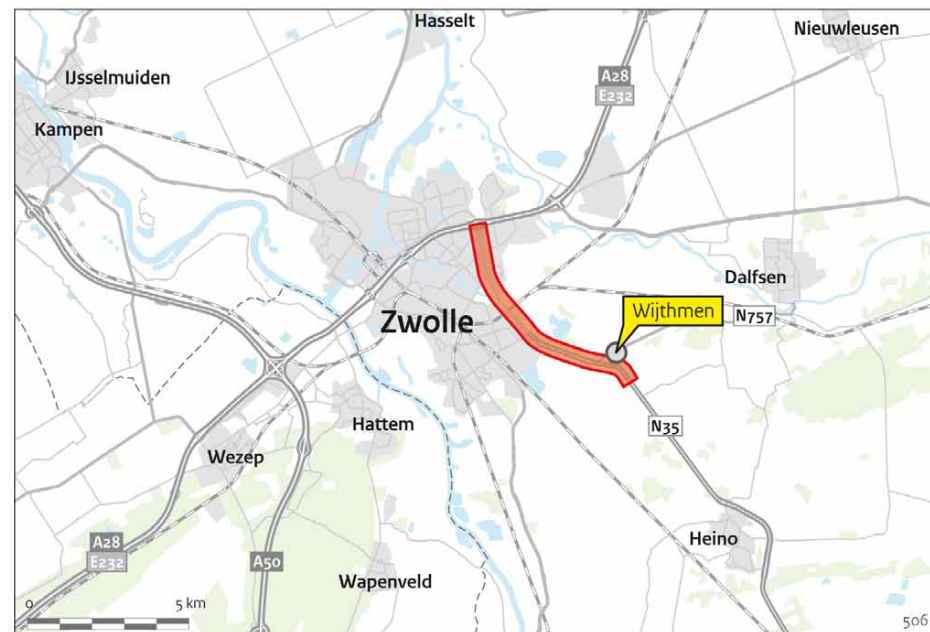 Hasselt
Nieuwleusen
IJsselmuiden
A28
E232
Kampen
Dalfsen
Wijthmen
N757
Zwolle
Hattem
N35
Wezep
Heino
A28
E232
A50
Wapenveld
0 5 km
506